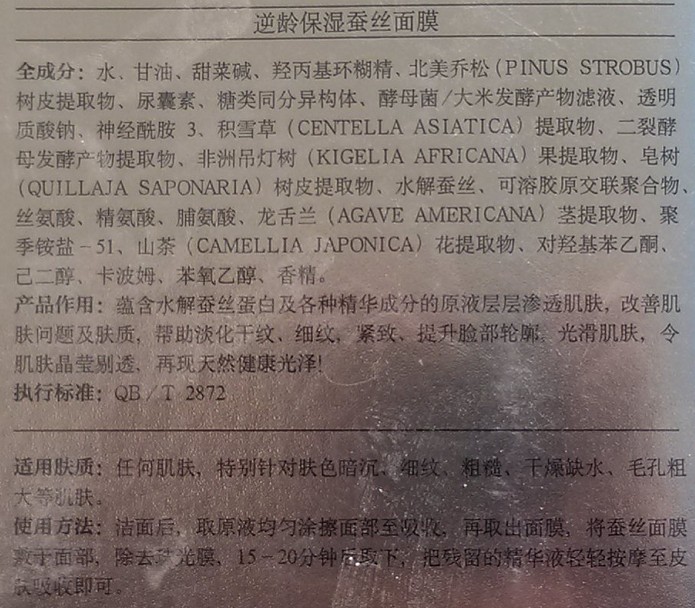 逆龄保湿蚕丝面膜
全成分：水、甘油、甜菜碱、羟丙基环糊精、北美乔松(PINUS STROBUS)
树皮提取物、尿囊素、糖类同分异构体、酵母菌/大米发酵产物滤液、透明
质酸钠、神经酰胺 3、积雪草(CENTELLA ASIATICA)提取物、二裂酵
母发酵产物提取物、非洲吊灯树(KIGELIA AFRICANA)果提取物、皂树
(QUILLAJA SAPONARIA)树皮提取物、水解蚕丝、可溶胶原交联聚合物、
丝氨酸、精氨酸、脯氨酸、龙舌兰(AGAVE AMERICANA)茎提取物、聚
季铵盐-51、山茶(CAMELLIA JAPONICA)花提取物、对羟基苯乙酮、
己二醇、卡波姆、苯氧乙醇、香精。
产品作用：蕴含水解蚕丝蛋白及各种精华成分的原液层层渗透肌肤，改善肌
肤问题及肤质，帮助淡化干纹、细纹，紧致、提升脸部轮廓，光滑肌肤，令
肌肤晶莹剔透、再现天然健康光泽!
执行标准：QB/T 2872
适用肤质：任何肌肤，特别针对肤色暗沉、细纹、粗糙、干燥缺水、毛孔粗
大等肌肤。
使用方法：洁面后，取原液均匀涂擦面部至吸收，再取出面膜，将蚕丝面膜
敷于面部，除去珠光膜，15-20分钟后取下，把残留的精华液轻轻按摩至皮
肤吸收即可。